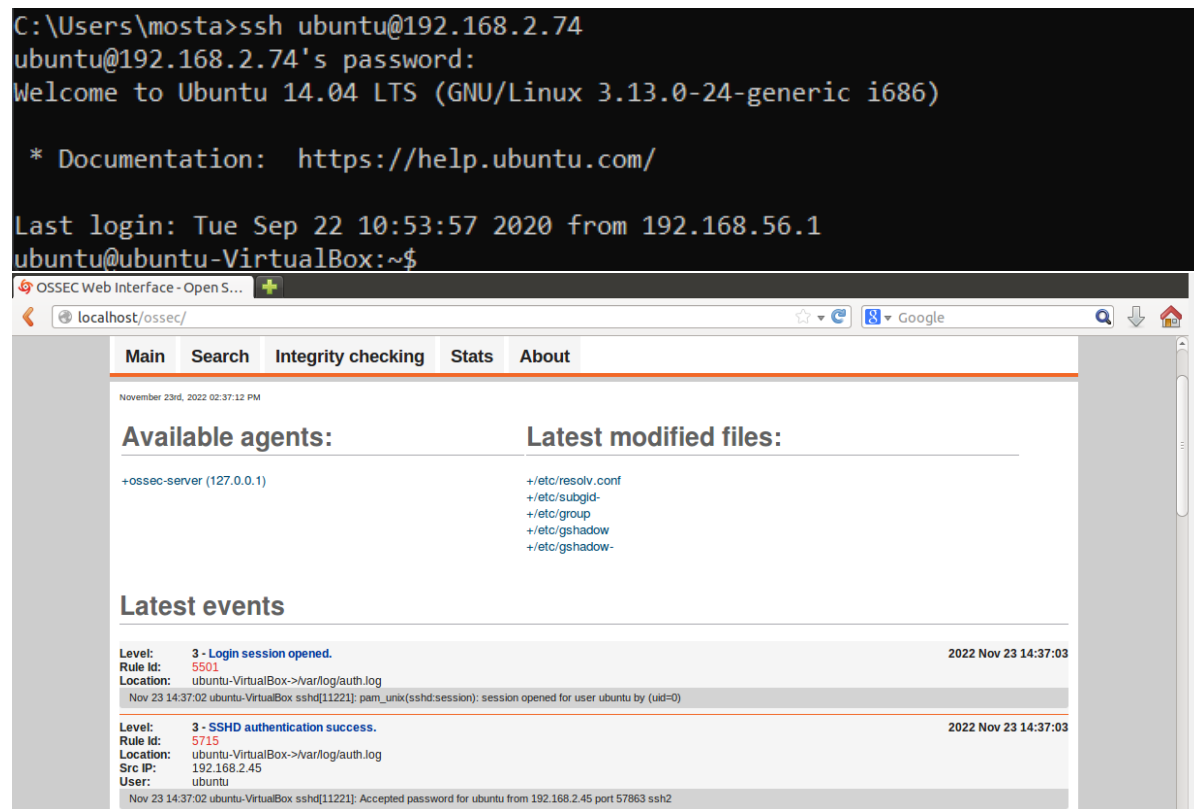 C:\Users\mosta>ssh ubuntu@192.168.2.74
ubuntu@192.168.2.74's password:
Welcome to Ubuntu 14.04 LTS (GNU/Linux 3.13.0-24-generic i686)
* Documentation:  https://help.ubuntu.com/
Last login: Tue Sep 22 10:53:57 2020 from 192.168.56.1
ubuntu@ubuntu-VirtualBox:~$
OSSEC Web Interface - Open S...
localhost/ossec/ Google
Main Search Integrity checking Stats About
November 23rd, 2022 02:37:12 PM
Available agents:
+ossec-server (127.0.0.1)
Latest modified files:
+/etc/resolv.conf
+/etc/subgid-
+/etc/group
+/etc/gshadow
+/etc/gshadow-
Latest events
Level: 3 - Login session opened. 2022 Nov 23 14:37:03
Rule Id: 5501
Location: ubuntu-VirtualBox->/var/log/auth.log
Nov 23 14:37:02 ubuntu-VirtualBox sshd[11221]: pam_unix(sshd:session): session opened for user ubuntu by (uid=0)
Level: 3 - SSHD authentication success. 2022 Nov 23 14:37:03
Rule Id: 5715
Location: ubuntu-VirtualBox->/var/log/auth.log
Src IP: 192.168.2.45
User: ubuntu
Nov 23 14:37:02 ubuntu-VirtualBox sshd[11221]: Accepted password for ubuntu from 192.168.2.45 port 57863 ssh2